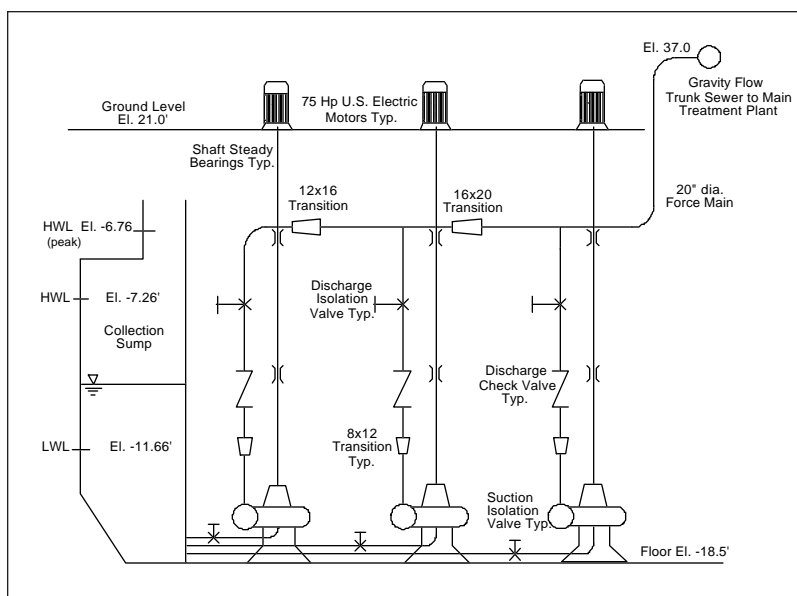 El. 37.0
Gravity Flow
Trunk Sewer to Main
Treatment Plant
Ground Level
El. 21.0'
75 Hp U.S. Electric
Motors Typ.
Shaft Steady
Bearings Typ.
12x16
Transition
16x20
Transition
20" dia.
Force Main
HWL El. -6.76
(peak)
HWL El. -7.26'
Collection
Sump
Discharge
Isolation
Valve Typ.
Discharge
Check Valve
Typ.
LWL El. -11.66'
8x12
Transition
Typ.
Suction
Isolation
Valve Typ.
Floor El. -18.5'